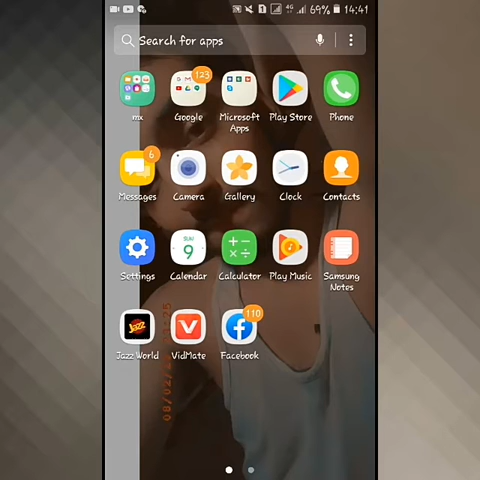 4G 69% 14:41
Search for apps
123
mx Google Microsoft Apps Play Store Phone
6
Messages Camera Gallery Clock Contacts
SUN
9
Settings Calendar Calculator Play Music Samsung Notes
Jazz
110
Jazz World VidMate Facebook